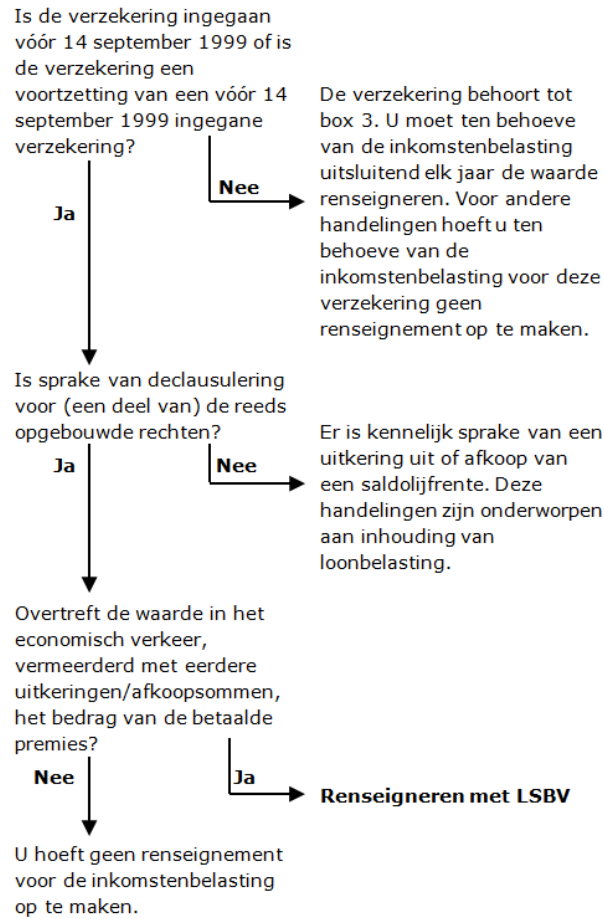 Is de verzekering ingegaan
vóór 14 september 1999 of is
de verzekering een
voortzetting van een vóór 14
september 1999 ingegane
verzekering?
Nee
Ja
De verzekering behoort tot
box 3. U moet ten behoeve
van de inkomstenbelasting
uitsluitend elk jaar de waarde
renseigneren. Voor andere
handelingen hoeft u ten
behoeve van de
inkomstenbelasting voor deze
verzekering geen
renseignement op te maken.
Is sprake van declausulering
voor (een deel van) de reeds
opgebouwde rechten?
Ja
Nee
Er is kennelijk sprake van een
uitkering uit of afkoop van
een saldolijfrente. Deze
handelingen zijn onderworpen
aan inhouding van
loonbelasting.
Overtreft de waarde in het
economisch verkeer,
vermeerderd met eerdere
uitkeringen/afkoopsommen,
het bedrag van de betaalde
premies?
Nee
Ja
Renseigneren met LSBV
U hoeft geen renseignement
voor de inkomstenbelasting
op te maken.